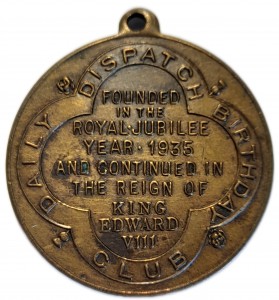 DAILY DISPATCH BIRTHDAY CLUB
FOUNDED
IN THE
ROYAL·JUBILEE
YEAR·1935
AND CONTINUED IN
THE REIGN OF
KING
EDWARD
VIII